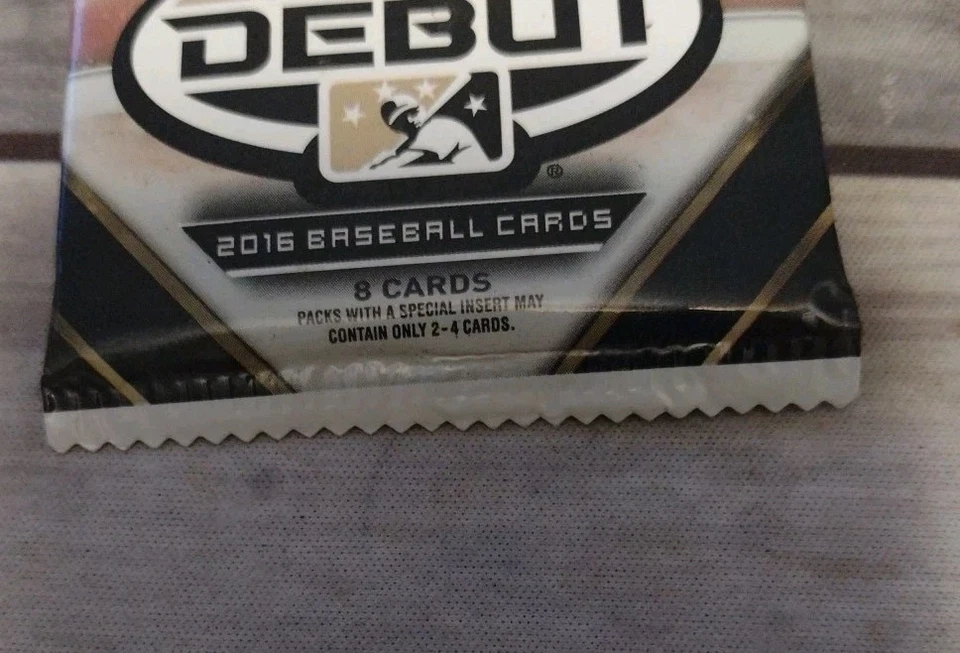 DEBUT
®
2016 BASEBALL CARDS
8 CARDS
PACKS WITH A SPECIAL INSERT MAY
CONTAIN ONLY 2-4 CARDS.